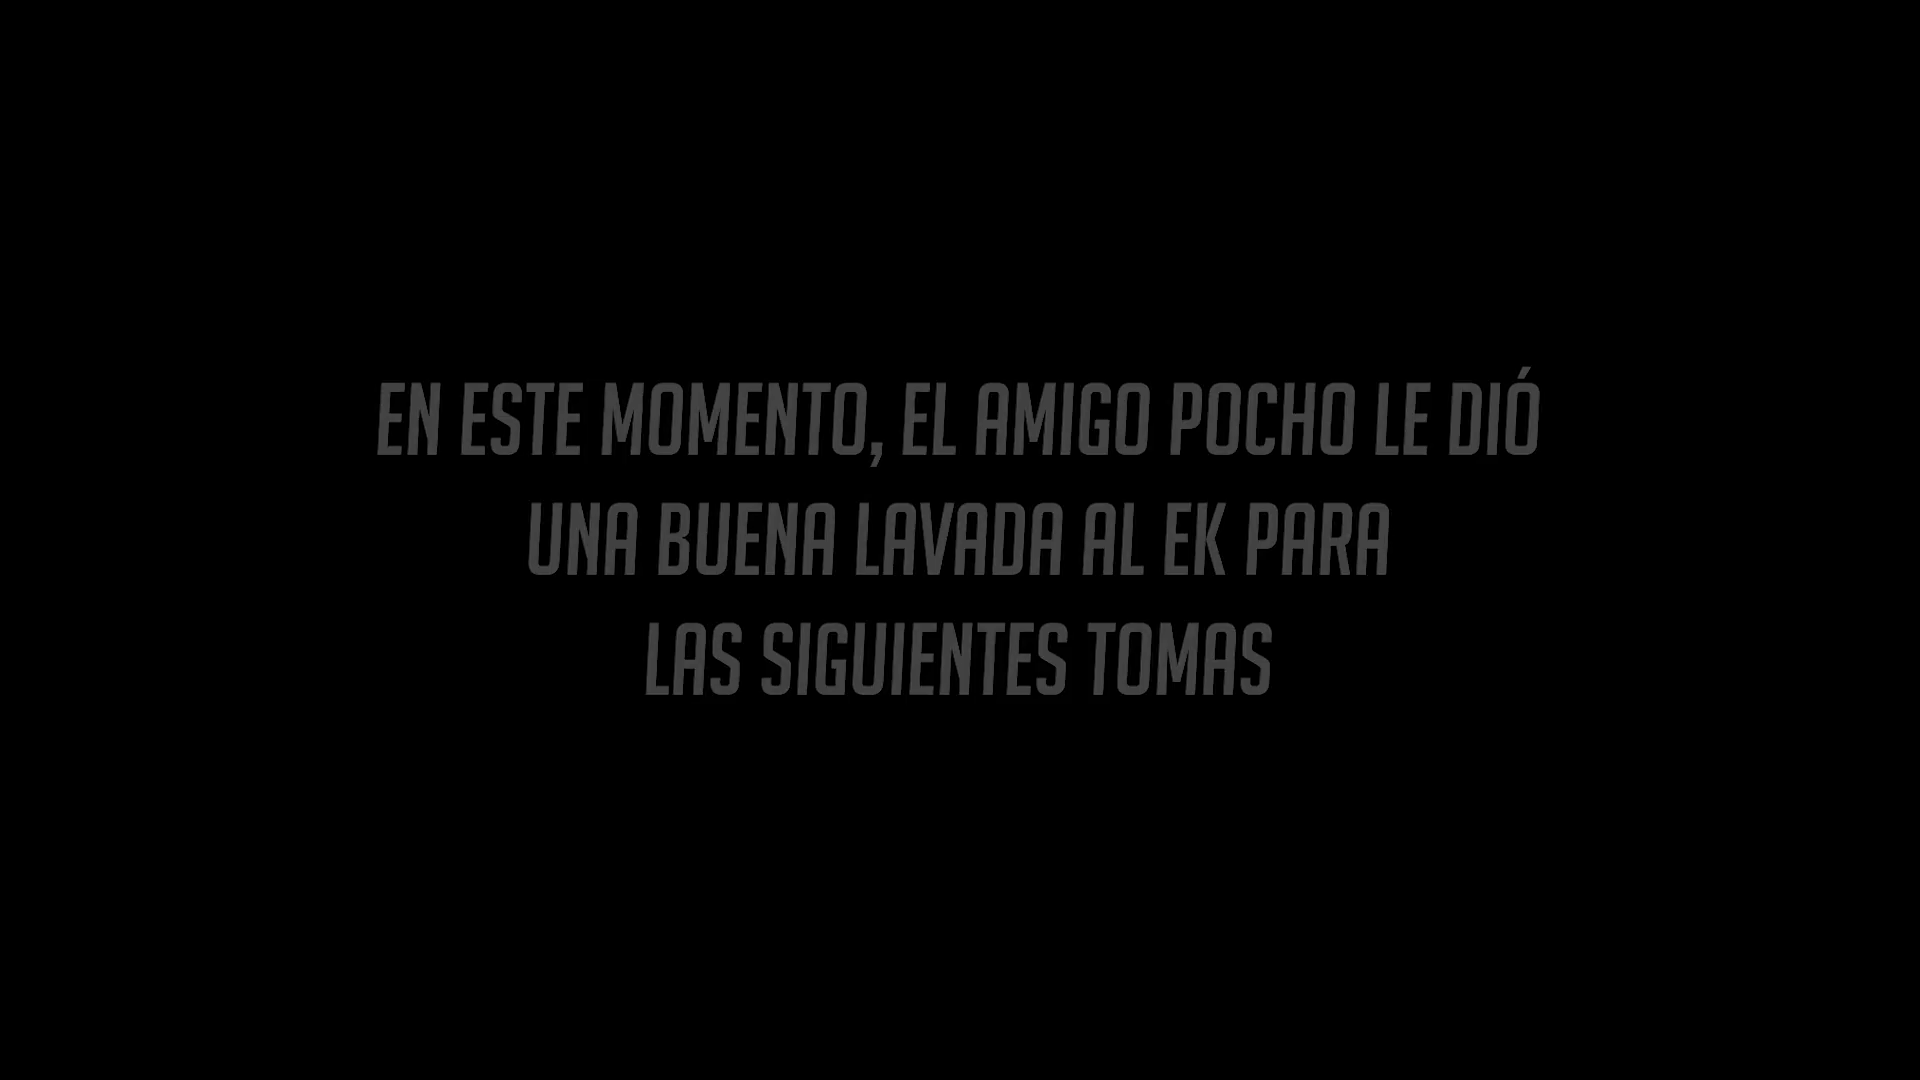 EN ESTE MOMENTO, EL AMIGO POCHO LE DIÓ
UNA BUENA LAVADA AL EK PARA
LAS SIGUIENTES TOMAS